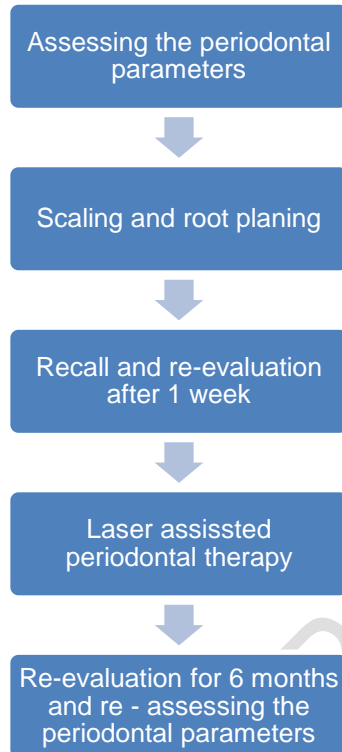 Assessing the periodontal
parameters
Scaling and root planing
Recall and re-evaluation
after 1 week
Laser assissted
periodontal therapy
Re-evaluation for 6 months
and re - assessing the
periodontal parameters